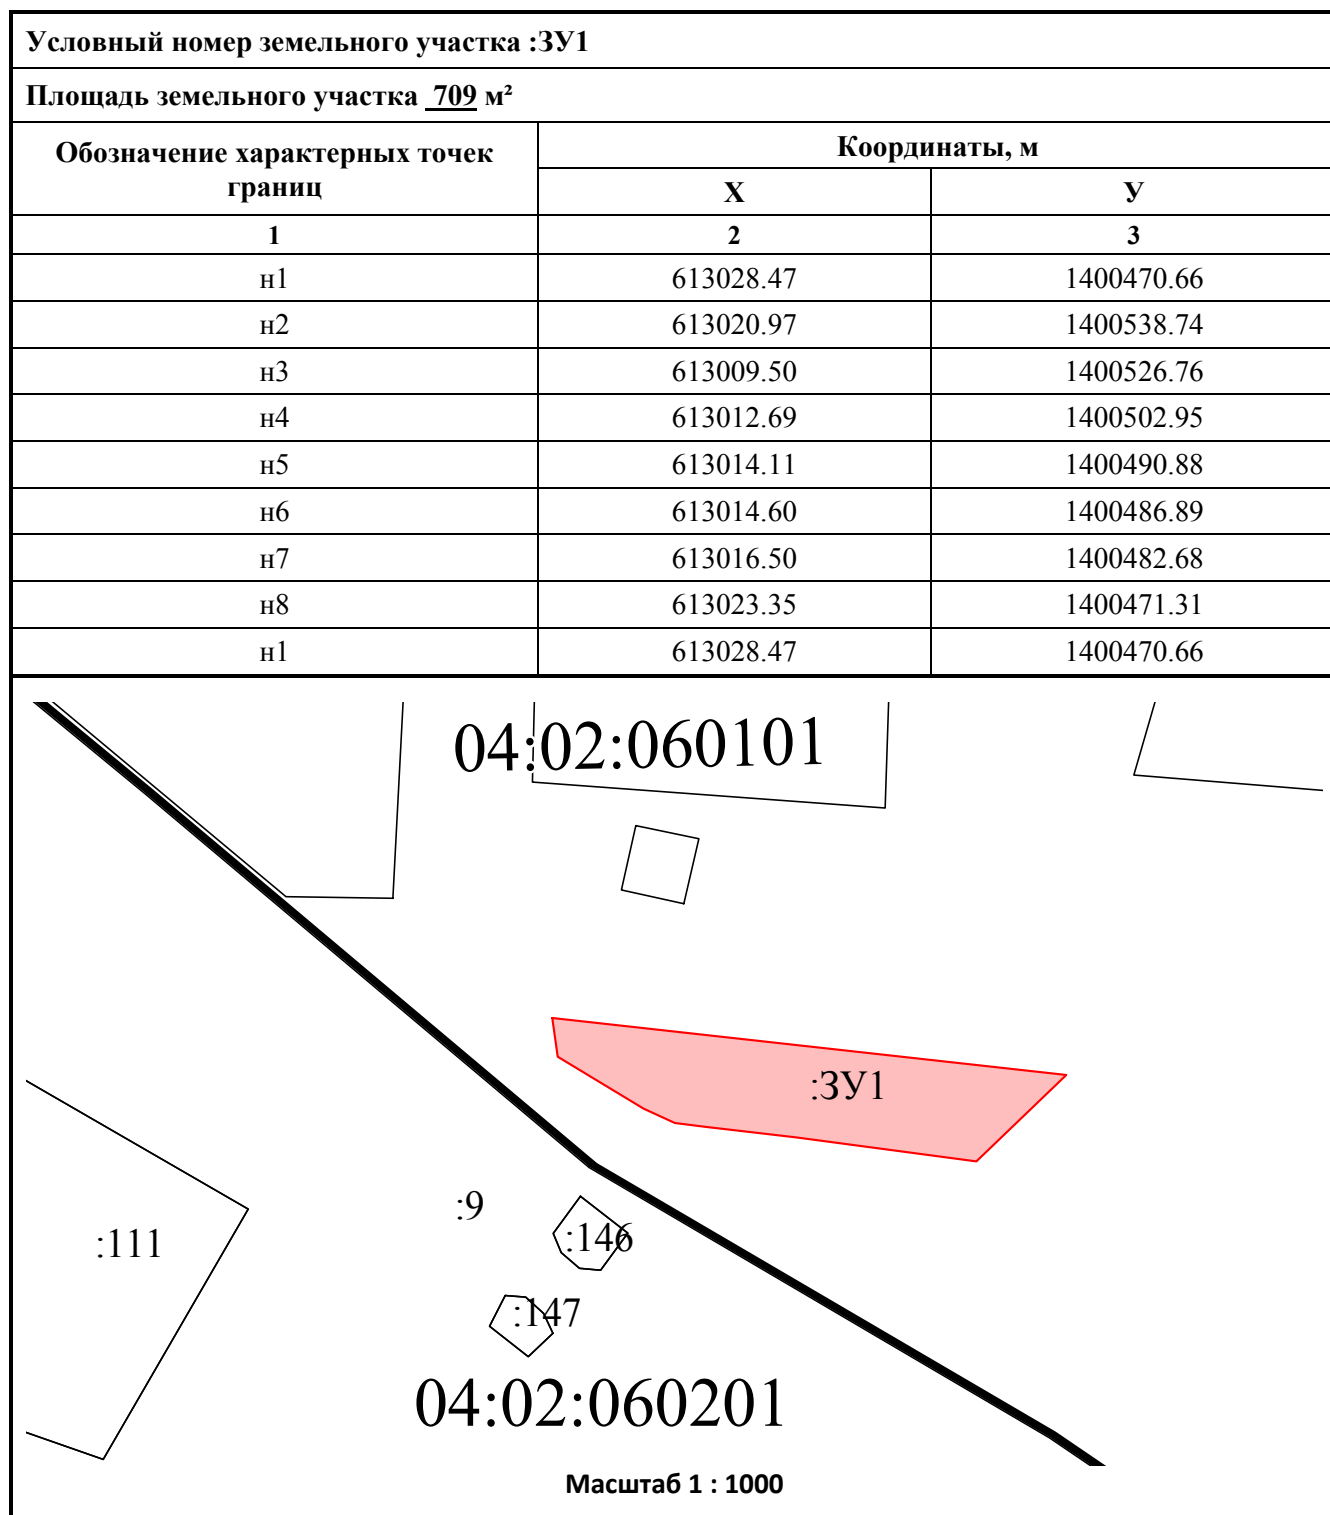 Условный номер земельного участка :ЗУ1
Площадь земельного участка 709 м²
Обозначение характерных точек границ
Координаты, м
Х
У
1 2 3
н1 613028.47 1400470.66
н2 613020.97 1400538.74
н3 613009.50 1400526.76
н4 613012.69 1400502.95
н5 613014.11 1400490.88
н6 613014.60 1400486.89
н7 613016.50 1400482.68
н8 613023.35 1400471.31
н1 613028.47 1400470.66
04:02:060101
:ЗУ1
:9
:111
:146
:147
04:02:060201
Масштаб 1 : 1000